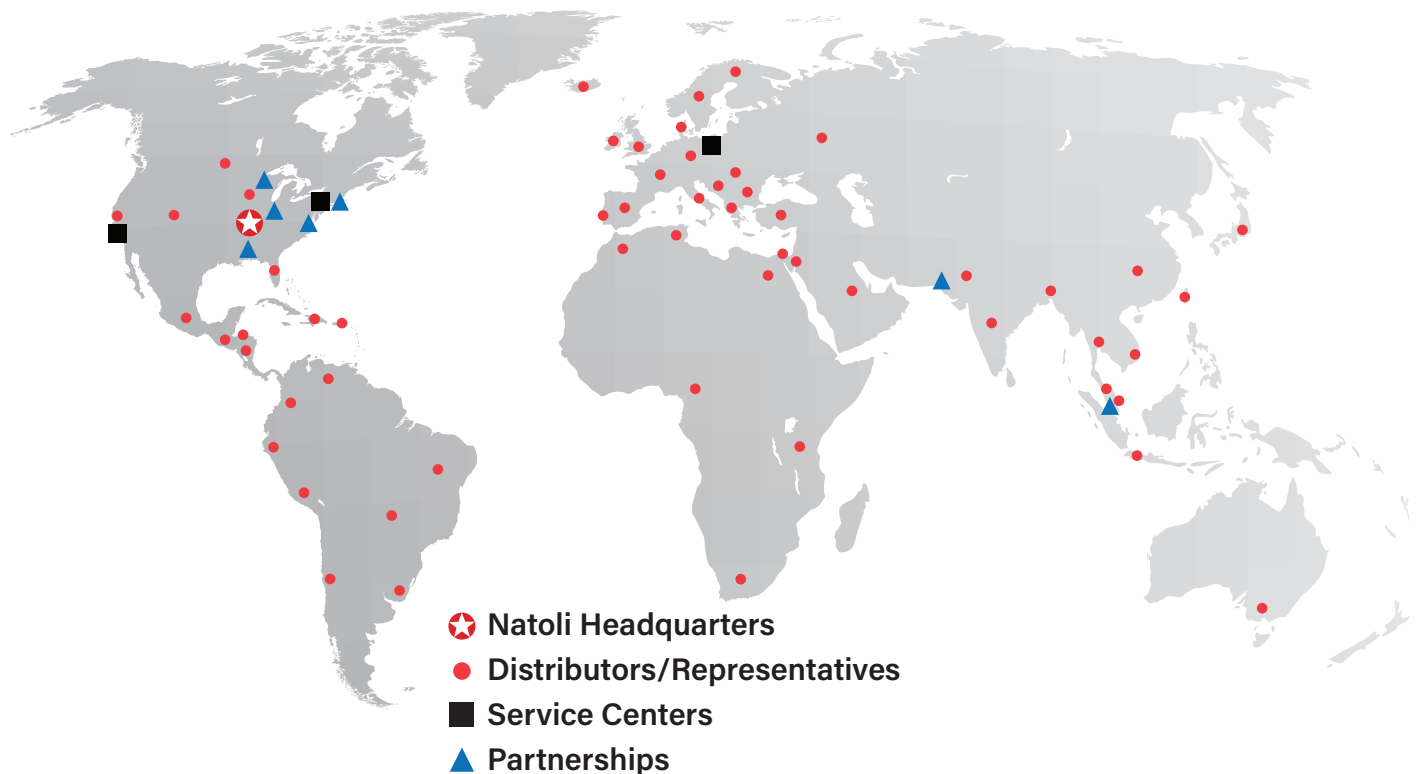 Natoli Headquarters
Distributors/Representatives
Service Centers
Partnerships